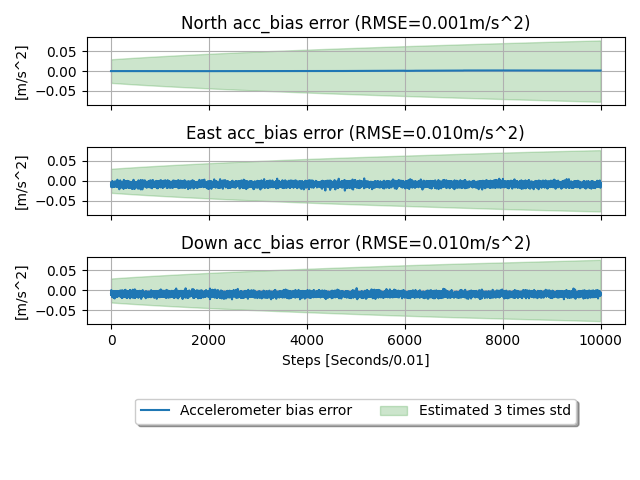 North acc_bias error (RMSE=0.001m/s^2)
[m/s^2]
0.05
0.00
−0.05
East acc_bias error (RMSE=0.010m/s^2)
[m/s^2]
0.05
0.00
−0.05
Down acc_bias error (RMSE=0.010m/s^2)
[m/s^2]
0.05
0.00
−0.05
0 2000 4000 6000 8000 10000
Steps [Seconds/0.01]
Accelerometer bias error Estimated 3 times std